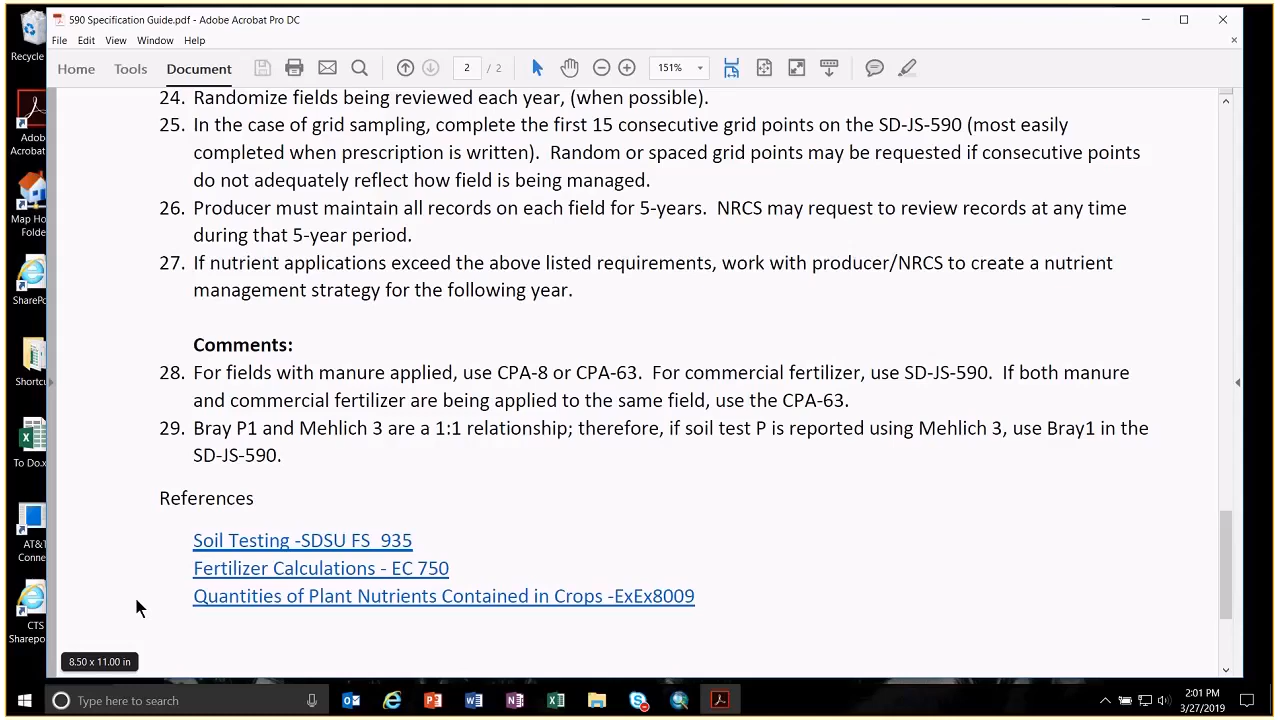 590 Specification Guide.pdf - Adobe Acrobat Pro DC
File Edit View Window Help
Home Tools Document 2 / 2 151%
24. Randomize fields being reviewed each year, (when possible).
25. In the case of grid sampling, complete the first 15 consecutive grid points on the SD-JS-590 (most easily
completed when prescription is written). Random or spaced grid points may be requested if consecutive points
do not adequately reflect how field is being managed.
26. Producer must maintain all records on each field for 5-years. NRCS may request to review records at any time
during that 5-year period.
27. If nutrient applications exceed the above listed requirements, work with producer/NRCS to create a nutrient
management strategy for the following year.
Comments:
28. For fields with manure applied, use CPA-8 or CPA-63. For commercial fertilizer, use SD-JS-590. If both manure
and commercial fertilizer are being applied to the same field, use the CPA-63.
29. Bray P1 and Mehlich 3 are a 1:1 relationship; therefore, if soil test P is reported using Mehlich 3, use Bray1 in the
SD-JS-590.
References
Soil Testing -SDSU FS 935
Fertilizer Calculations - EC 750
Quantities of Plant Nutrients Contained in Crops -ExEx8009
8.50 x 11.00 in
Recycle
Adob
Acrobat
Map Ho
Folde
SharePo
Shortc
To Do.x
AT&T
Conne
CTS
Sharepo
Type here to search
2:01 PM
3/27/2019